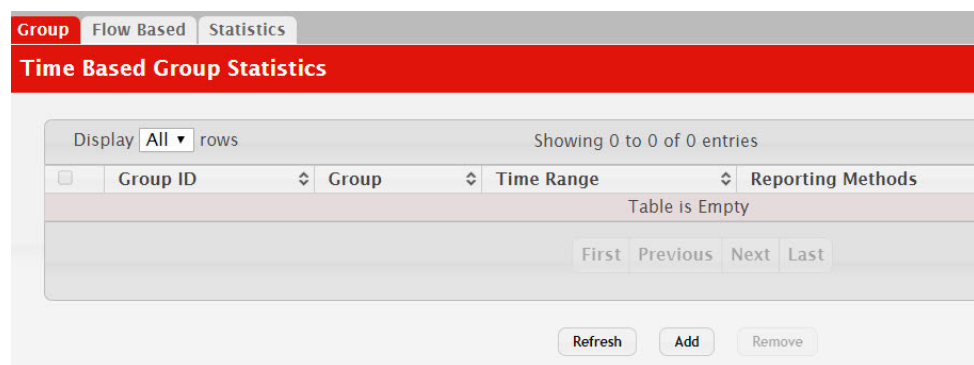 Group Flow Based Statistics
Time Based Group Statistics
Display All rows Showing 0 to 0 of 0 entries
Group ID Group Time Range Reporting Methods
Table is Empty
First Previous Next Last
Refresh Add Remove